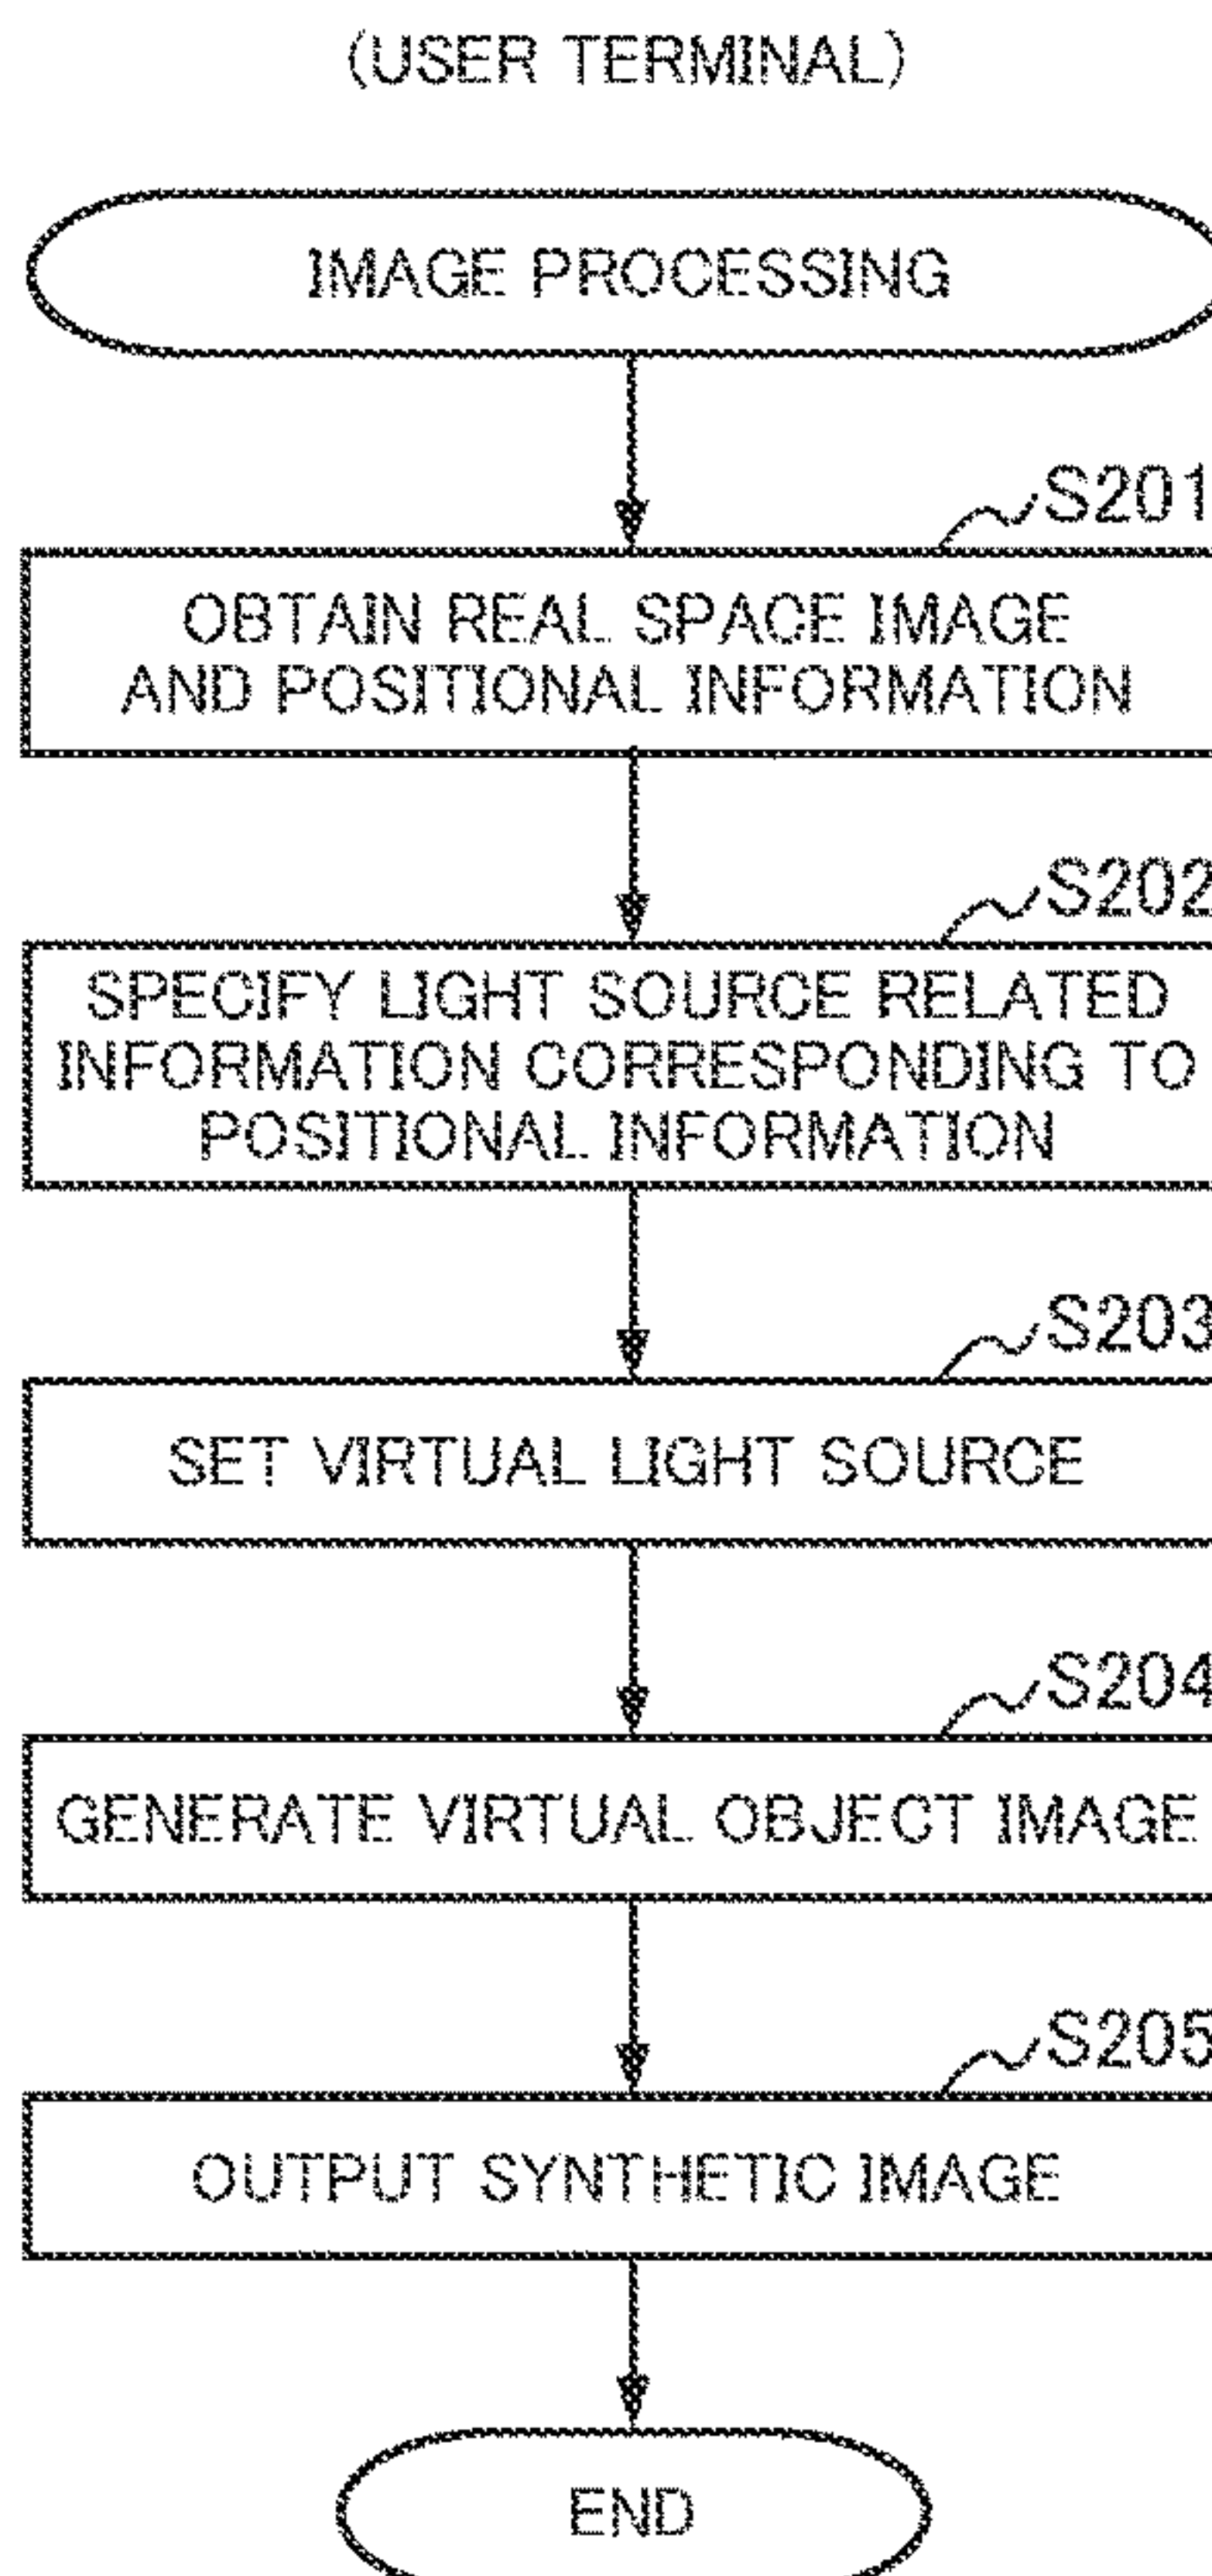 (USER TERMINAL)
IMAGE PROCESSING
S201
OBTAIN REAL SPACE IMAGE
AND POSITIONAL INFORMATION
S202
SPECIFY LIGHT SOURCE RELATED
INFORMATION CORRESPONDING TO
POSITIONAL INFORMATION
S203
SET VIRTUAL LIGHT SOURCE
S204
GENERATE VIRTUAL OBJECT IMAGE
S205
OUTPUT SYNTHETIC IMAGE
END